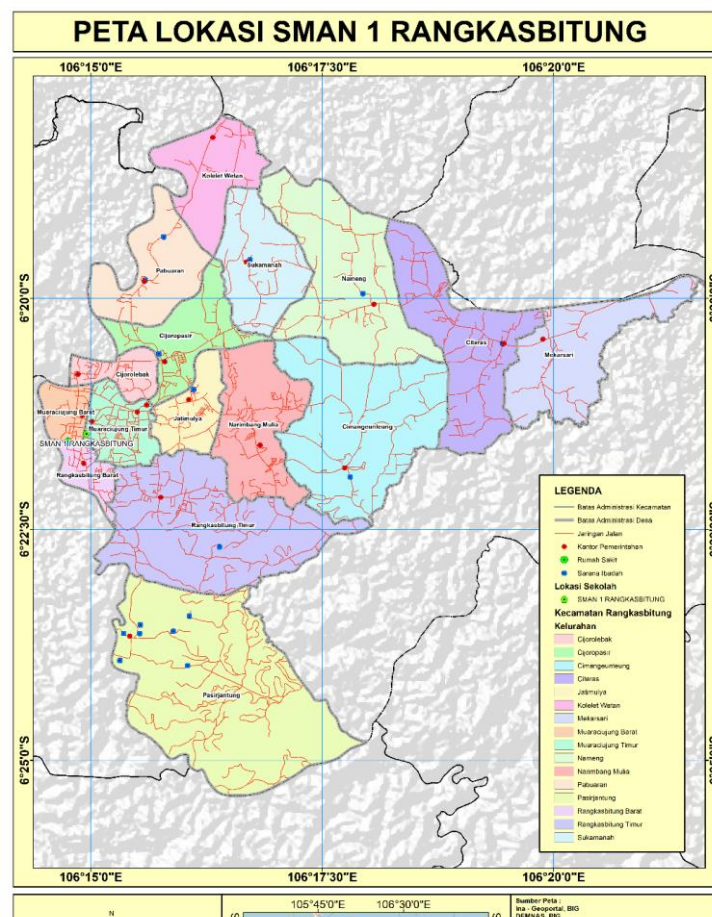 PETA LOKASI SMAN 1 RANGKASBITUNG
106°15'0"E 106°17'30"E 106°20'0"E
Kolelet Wetan
Sukamanah
Pabuaran
Nameng
6°20'0"S
Cijoropasir
Citeras
Mekarsari
Cijorolebak
Muaraciujung Barat
Jatimulya
Narimbang Mulia
Muaraciujung Timur
Cimangeunteung
SMAN 1 RANGKASBITUNG
Rangkasbitung Barat
6°22'30"S
Rangkasbitung Timur
Pasirjantung
6°25'0"S
LEGENDA
Batas Administrasi Kecamatan
Batas Administrasi Desa
Jaringan Jalan
Kantor Pemerintahan
Rumah Sakit
Sarana Ibadah
Lokasi Sekolah
SMAN 1 RANGKASBITUNG
Kecamatan Rangkasbitung
Kelurahan
Cijorolebak
Cijoropasir
Cimangeunteung
Citeras
Jatimulya
Kolelet Wetan
Mekarsari
Muaraciujung Barat
Muaraciujung Timur
Nameng
Narimbang Mulia
Pabuaran
Pasirjantung
Rangkasbitung Barat
Rangkasbitung Timur
Sukamanah
106°15'0"E 106°17'30"E 106°20'0"E
N
105°45'0"E 106°30'0"E
Sumber Peta :
Ina - Geoportal, BIG
DEMNAS, BIG